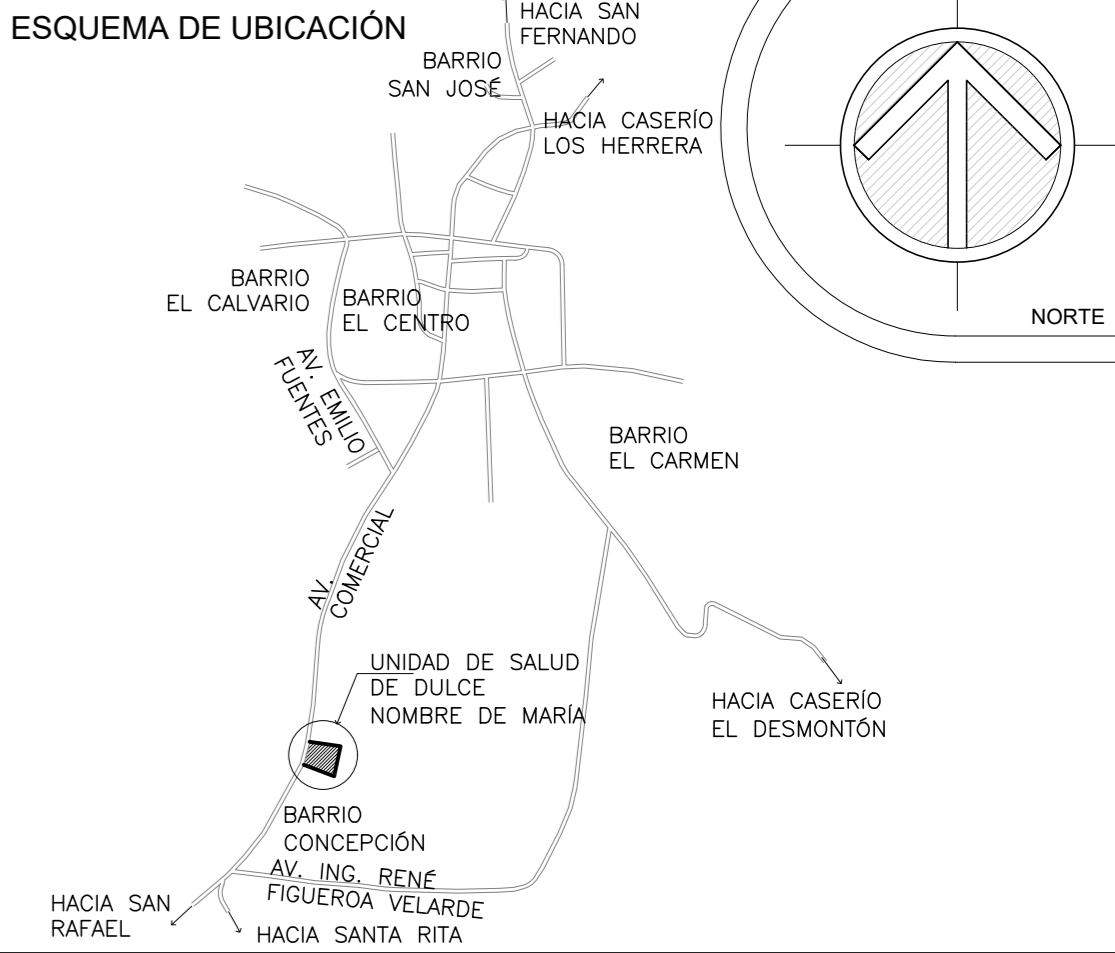 ESQUEMA DE UBICACIÓN
HACIA SAN
FERNANDO
BARRIO
SAN JOSÉ
HACIA CASERÍO
LOS HERRERA
NORTE
BARRIO
EL CALVARIO
BARRIO
EL CENTRO
AV. EMILIO
FUENTES
BARRIO
EL CARMEN
AV.
COMERCIAL
UNIDAD DE SALUD
DE DULCE
NOMBRE DE MARÍA
HACIA CASERÍO
EL DESMONTÓN
BARRIO
CONCEPCIÓN
AV. ING. RENÉ
FIGUEROA VELARDE
HACIA SAN
RAFAEL
HACIA SANTA RITA